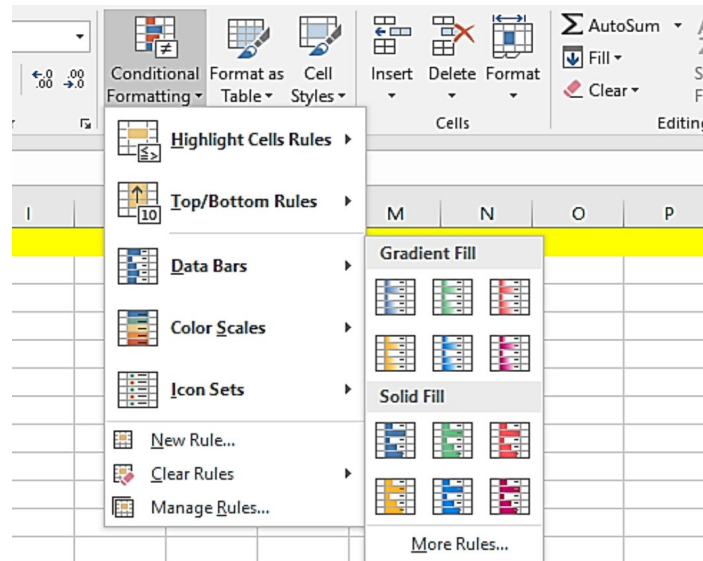 Conditional Formatting
Format as Table
Cell Styles
Insert
Delete
Format
AutoSum
Fill
Clear
Cells
Editing
.00
.0
Highlight Cells Rules
Top/Bottom Rules
10
Data Bars
Color Scales
Icon Sets
New Rule...
Clear Rules
Manage Rules...
I
M
N
O
P
Gradient Fill
Solid Fill
More Rules...